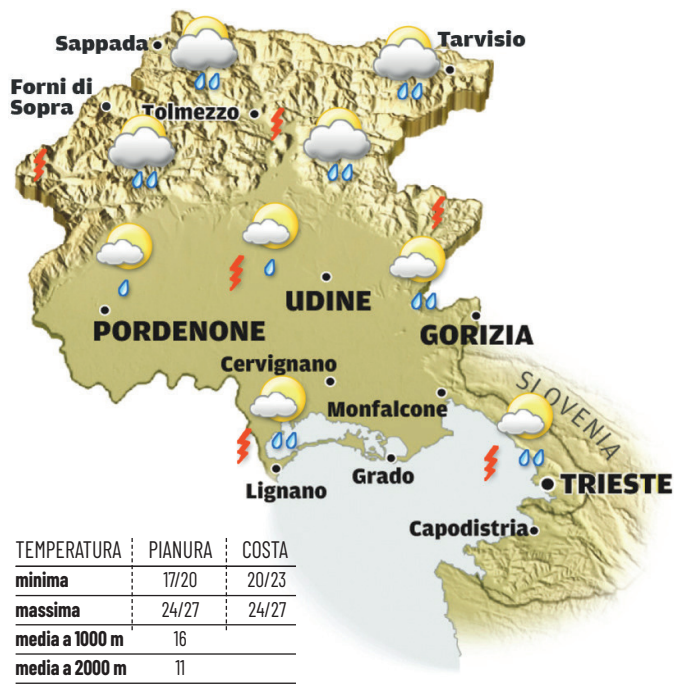 Sappada
Tarvisio
Forni di
Sopra
Tolmezzo
UDINE
PORDENONE
GORIZIA
Cervignano
Monfalcone
SLOVENIA
Grado
Lignano
TRIESTE
Capodistria
TEMPERATURA PIANURA COSTA
minima 17/20 20/23
massima 24/27 24/27
media a 1000 m 16
media a 2000 m 11